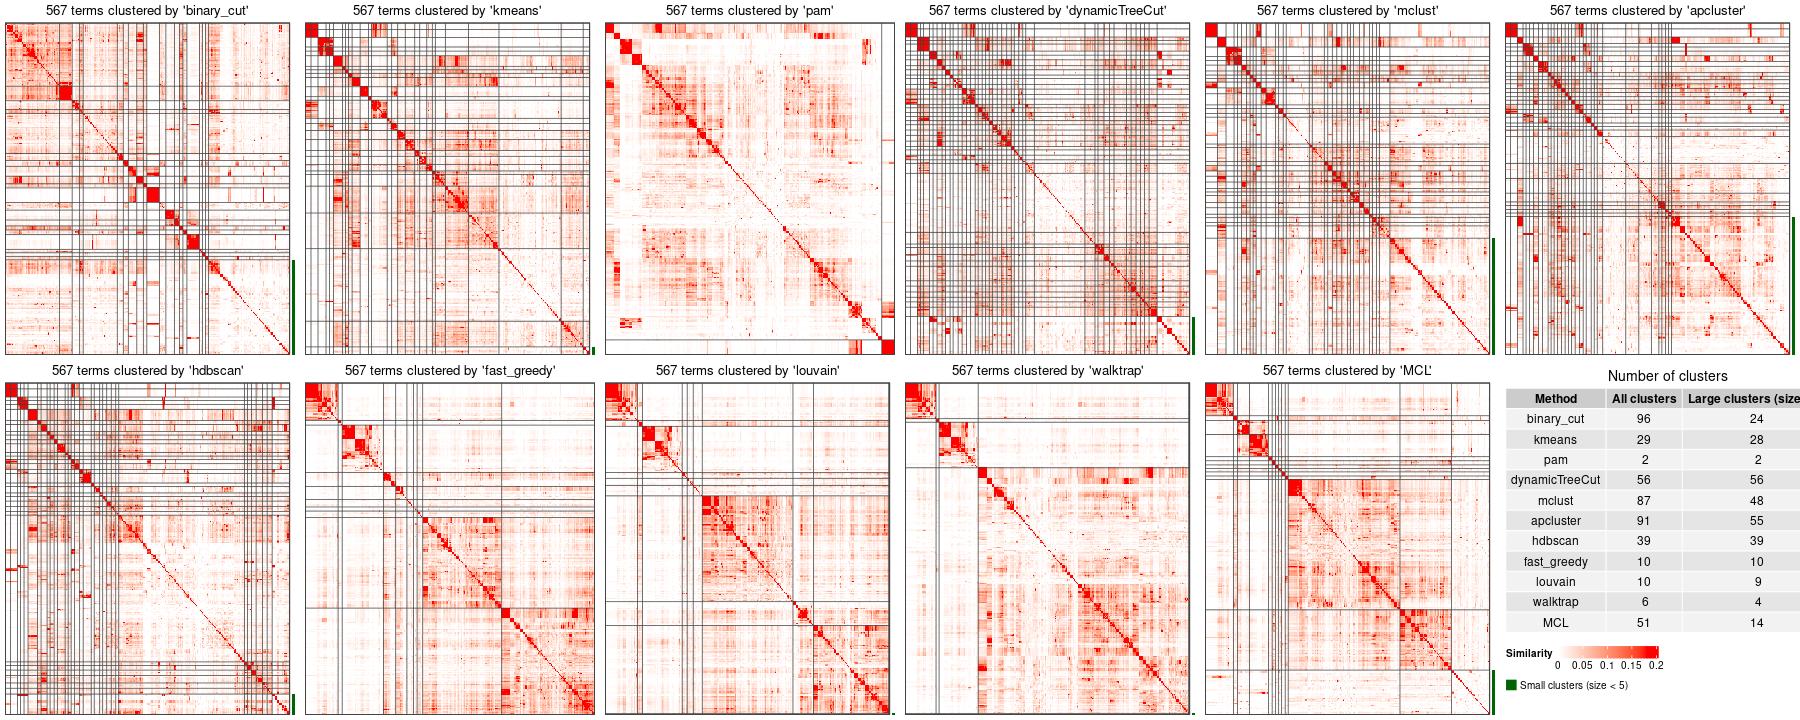 567 terms clustered by 'binary_cut'
567 terms clustered by 'kmeans'
567 terms clustered by 'pam'
567 terms clustered by 'dynamicTreeCut'
567 terms clustered by 'mclust'
567 terms clustered by 'apcluster'
567 terms clustered by 'hdbscan'
567 terms clustered by 'fast_greedy'
567 terms clustered by 'louvain'
567 terms clustered by 'walktrap'
567 terms clustered by 'MCL'
Number of clusters
Method All clusters Large clusters (size
binary_cut 96 24
kmeans 29 28
pam 2 2
dynamicTreeCut 56 56
mclust 87 48
apcluster 91 55
hdbscan 39 39
fast_greedy 10 10
louvain 10 9
walktrap 6 4
MCL 51 14
Similarity
0 0.05 0.1 0.15 0.2
Small clusters (size < 5)